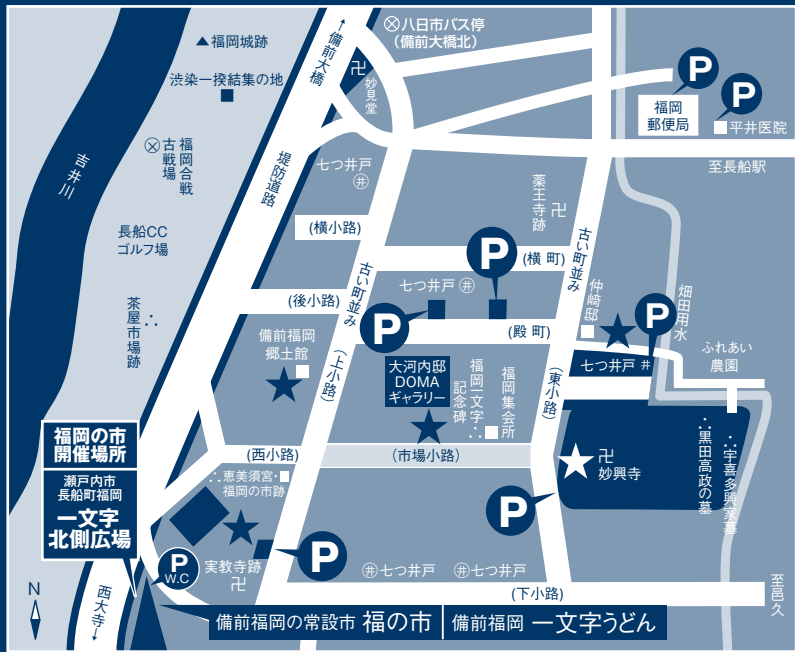 ▲福岡城跡
渋染一揆結集の地
福岡合戦
古戦場
吉井川
長船CC
ゴルフ場
茶屋市場跡
↑備前大橋
堤防道路
八日市バス停
(備前大橋北)
卍
妙見堂
P
P
福岡
郵便局
平井医院
至長船駅
七つ井戸
井
薬王寺跡
卍
(横小路)
古い町並み
(上小路)
P
(横町)
古い町並み
(東小路)
七つ井戸 井
仲﨑邸
畑田用水
P
(後小路)
P
(殿町)
七つ井戸 井
ふれあい
農園
備前福岡
郷土館
大河内邸
DOMA
ギャラリー
福岡一文字
記念碑
福岡集会所
福岡の市
開催場所
瀬戸内市
長船町福岡
一文字
北側広場
(西小路)
(市場小路)
恵美須宮・
福岡の市跡
卍
妙興寺
黒田高政の墓
宇喜多興家墓
P
P
P
W.C
実教寺跡
卍
井七つ井戸
井七つ井戸
(下小路)
至邑久
N
西大寺↓
備前福岡の常設市 福の市
備前福岡 一文字うどん